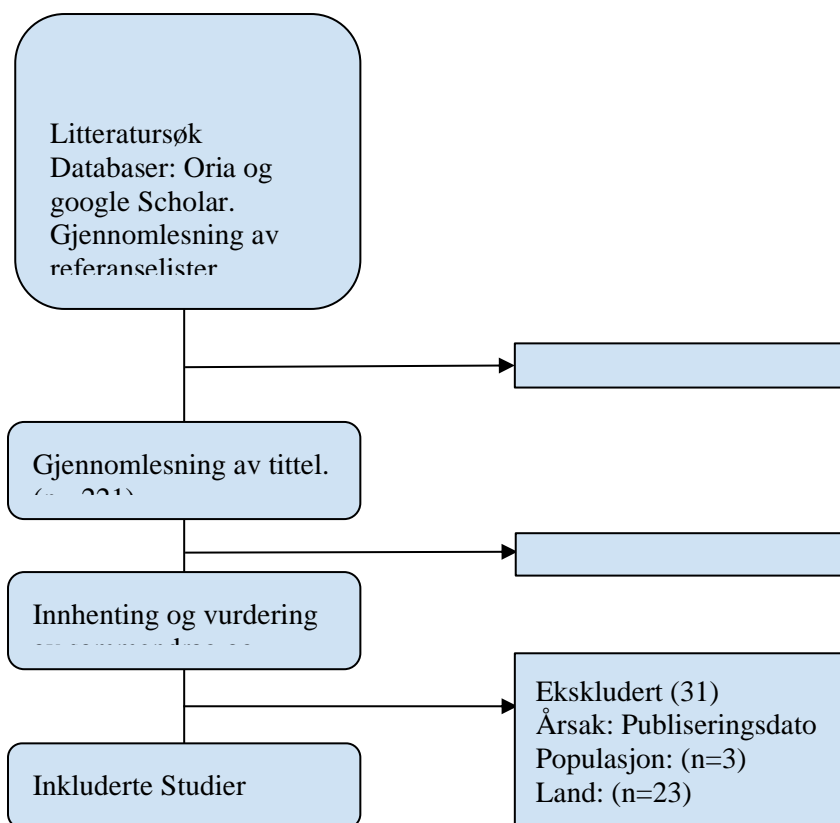 Litteratursøk
Databaser: Oria og
google Scholar.
Gjennomlesning av
referanselister
Gjennomlesning av tittel.
Innhenting og vurdering
Inkluderte Studier
Ekskludert (31)
Årsak: Publiseringsdato
Populasjon: (n=3)
Land: (n=23)